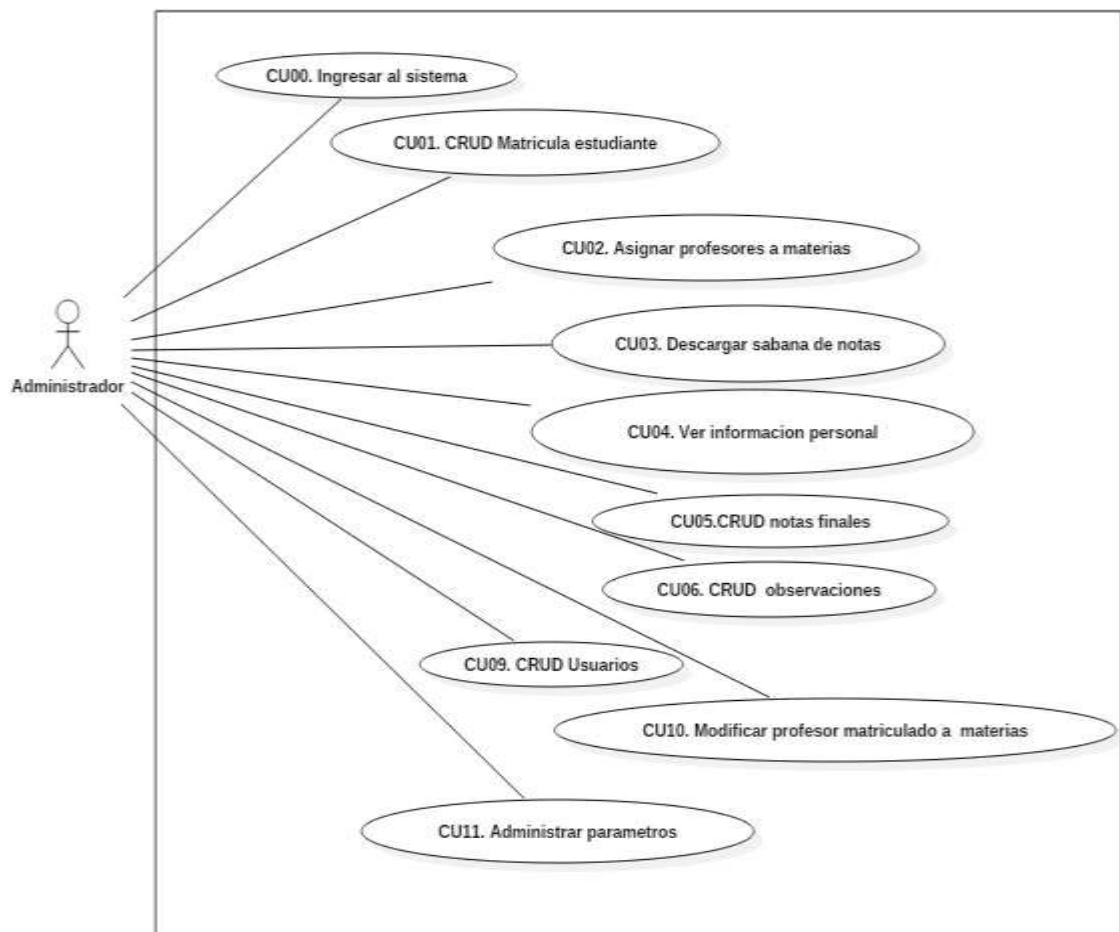 CU00. Ingresar al sistema
CU01. CRUD Matricula estudiante
CU02. Asignar profesores a materias
CU03. Descargar sabana de notas
Administrador
CU04. Ver informacion personal
CU05.CRUD notas finales
CU06. CRUD observaciones
CU09. CRUD Usuarios
CU10. Modificar profesor matriculado a materias
CU11. Administrar parametros